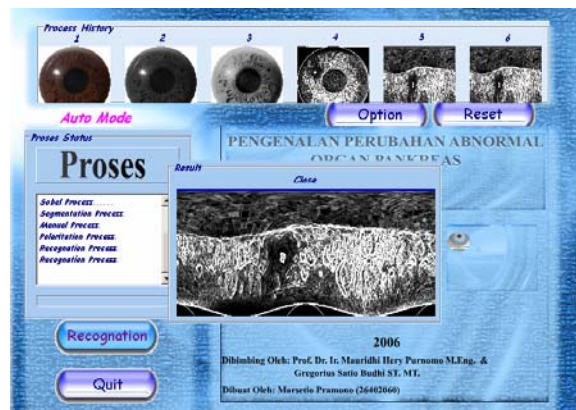 Process History
1 2 3 4 5 6
Auto Mode
Option
Reset
Proses Status
Proses
PENGENALAN PERUBAHAN ABNORMAL
ORGAN PANKREAS
Result
Close
Sobel Process......
Segmentation Process
Manual Process
Polaritation Process
Recognation Process
Recognation Process
Recognation
Quit
2006
Dibimbing Oleh: Prof. Dr. Ir. Mauridhi Hery Purnomo M.Eng. &
Gregorius Satio Budhi ST. MT.
Dibuat Oleh: Marsetio Pramono (26402060)